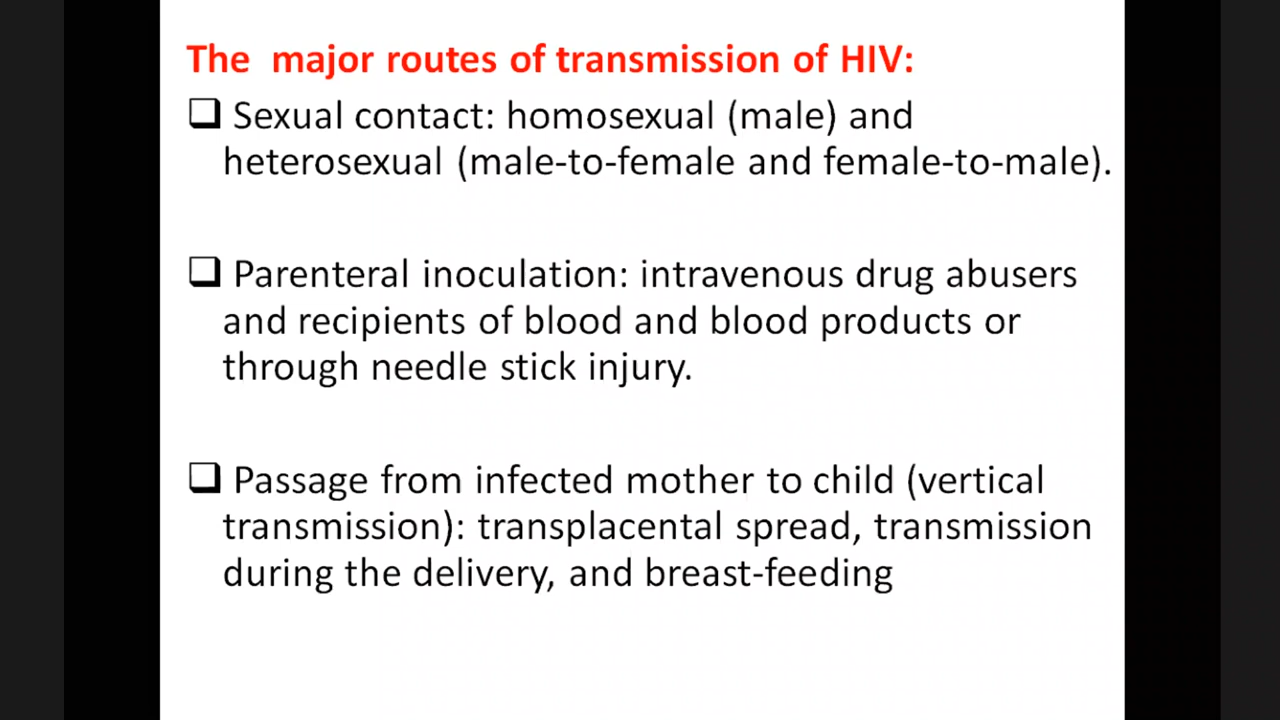 The major routes of transmission of HIV:
❑ Sexual contact: homosexual (male) and
heterosexual (male-to-female and female-to-male).
❑ Parenteral inoculation: intravenous drug abusers
and recipients of blood and blood products or
through needle stick injury.
❑ Passage from infected mother to child (vertical
transmission): transplacental spread, transmission
during the delivery, and breast-feeding